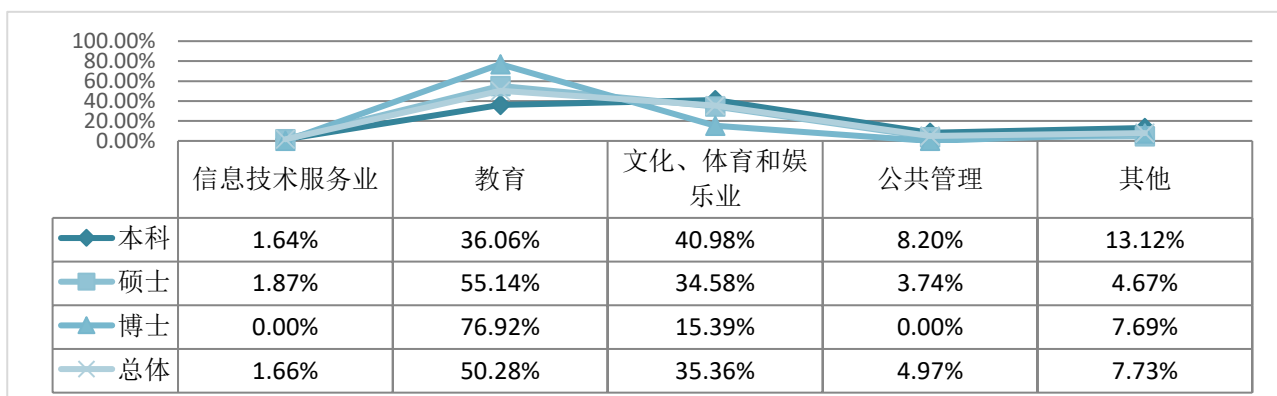 100.00%
80.00%
60.00%
40.00%
20.00%
0.00%
信息技术服务业 教育 文化、体育和娱 公共管理 其他
乐业
本科 1.64% 36.06% 40.98% 8.20% 13.12%
硕士 1.87% 55.14% 34.58% 3.74% 4.67%
博士 0.00% 76.92% 15.39% 0.00% 7.69%
总体 1.66% 50.28% 35.36% 4.97% 7.73%